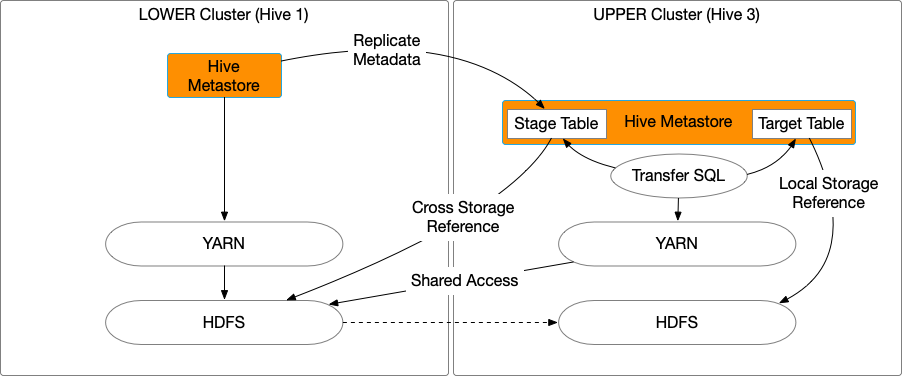 LOWER Cluster (Hive 1)
UPPER Cluster (Hive 3)
Replicate
Metadata
Hive
Metastore
Stage Table
Hive Metastore
Target Table
Transfer SQL
Local Storage
Reference
Cross Storage
Reference
YARN
YARN
Shared Access
HDFS
HDFS